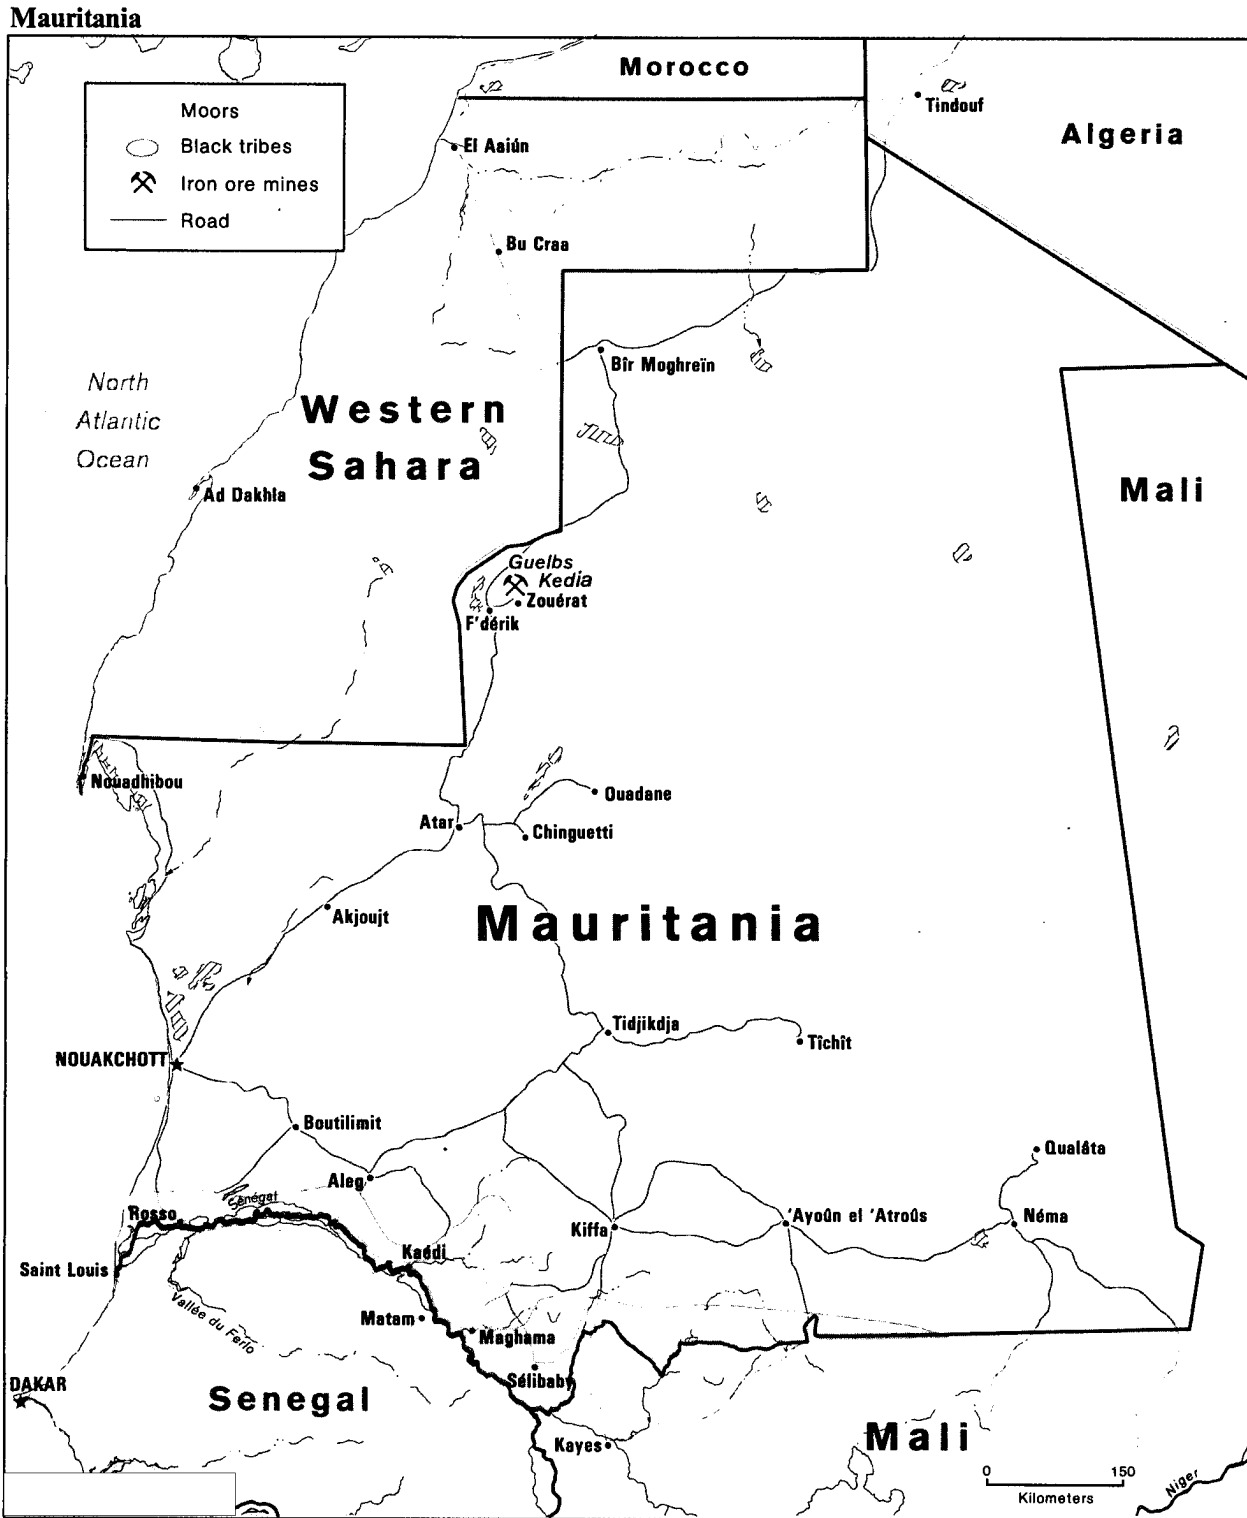 Mauritania
Morocco
Tindouf
Algeria
Moors
Black tribes
Iron ore mines
Road
El Aaiún
Bu Craa
Bîr Moghreïn
North
Atlantic
Ocean
Western
Sahara
Ad Dakhla
Mali
Guelbs
Kedia
Zouérat
F'dérik
Nouadhibou
Ouadane
Atar
Chinguetti
Akjoujt
Mauritania
Tidjikdja
Tîchît
NOUAKCHOTT
Boutilimit
Qualâta
Aleg
Sénégal
Rosso
Kiffa
'Ayoûn el 'Atroûs
Néma
Kaédi
Saint Louis
Vallée du Ferlo
Matam
Maghama
Sélibaby
DAKAR
Senegal
Kayes
Mali
0 150
Kilometers
Niger